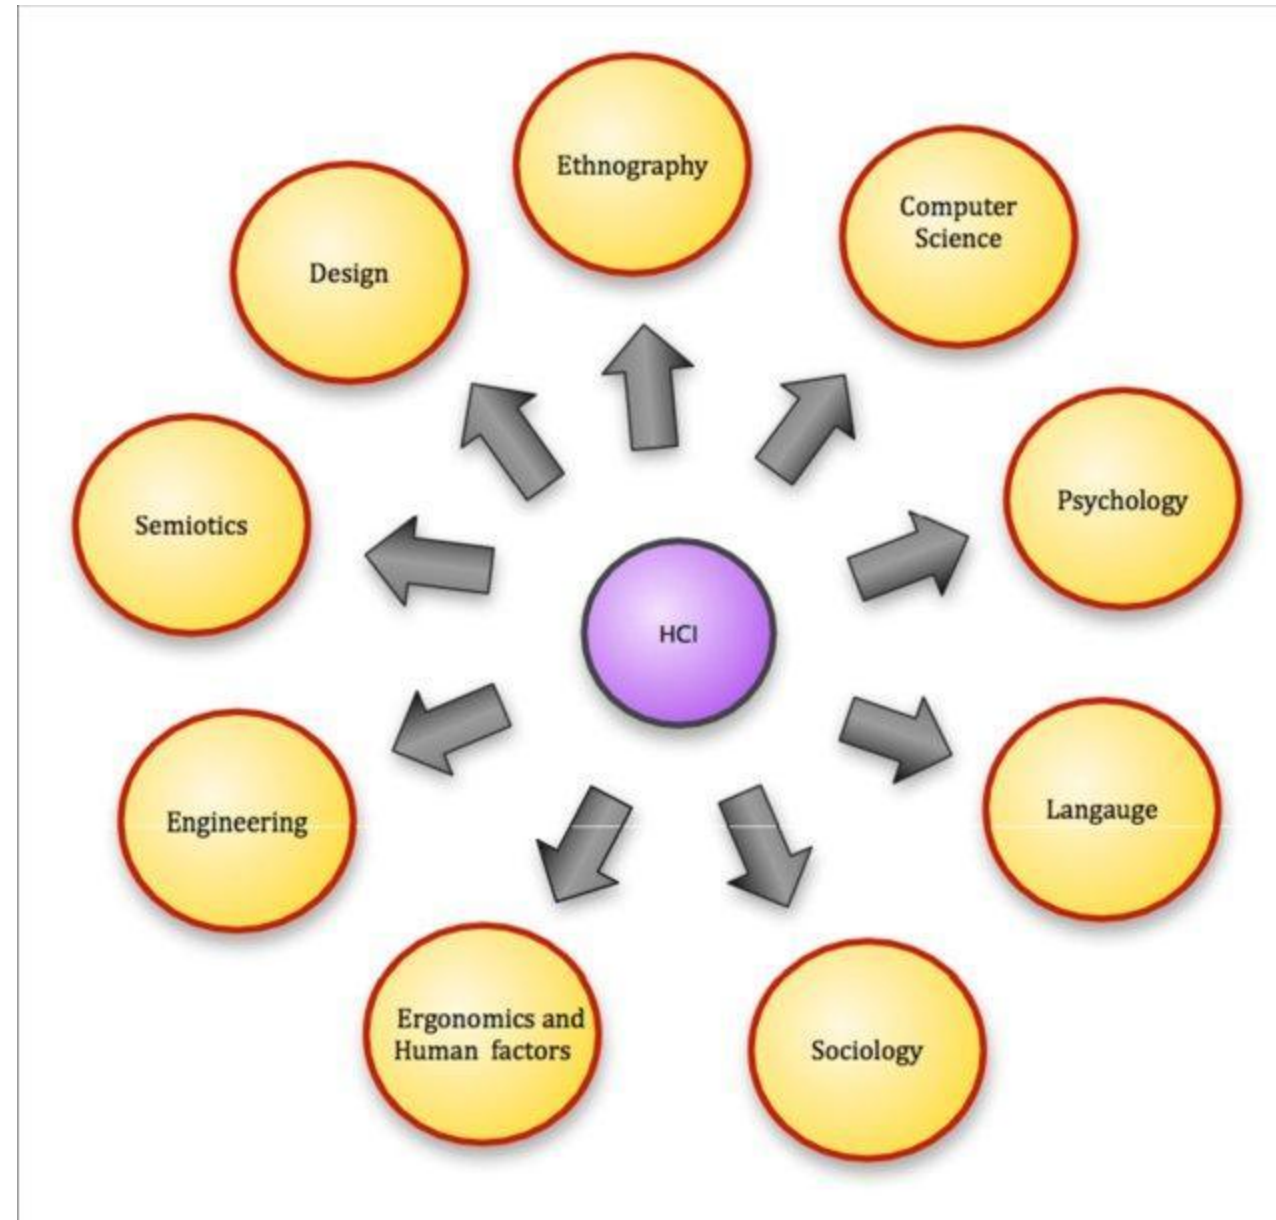 Ethnography
Computer
Science
Design
Psychology
Semiotics
HCI
Langauge
Engineering
Ergonomics and
Human factors
Sociology